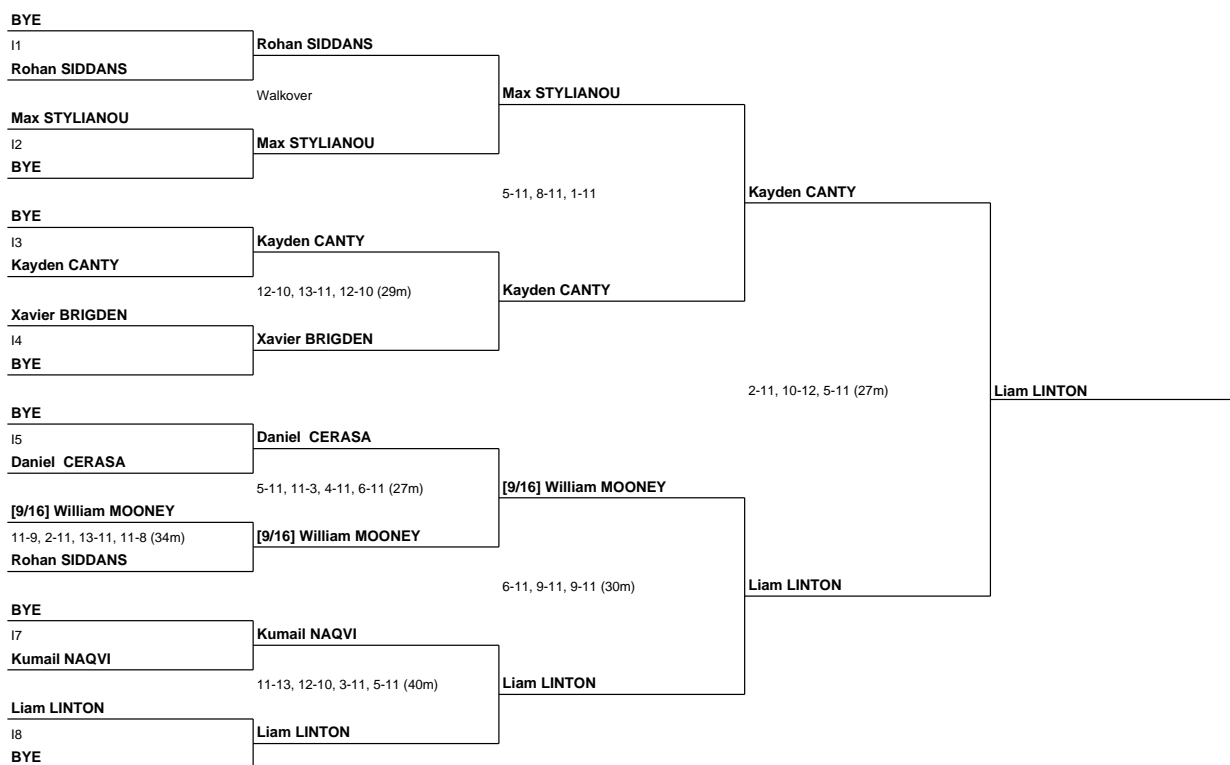 BYE
I1
Rohan SIDDANS
Rohan SIDDANS
Walkover
Max STYLIANOU
I2
BYE
Max STYLIANOU
Max STYLIANOU
5-11, 8-11, 1-11
BYE
I3
Kayden CANTY
Kayden CANTY
12-10, 13-11, 12-10 (29m)
Xavier BRIGDEN
I4
BYE
Xavier BRIGDEN
Kayden CANTY
Kayden CANTY
2-11, 10-12, 5-11 (27m)
BYE
I5
Daniel CERASA
Daniel CERASA
5-11, 11-3, 4-11, 6-11 (27m)
[9/16] William MOONEY
11-9, 2-11, 13-11, 11-8 (34m)
Rohan SIDDANS
[9/16] William MOONEY
[9/16] William MOONEY
6-11, 9-11, 9-11 (30m)
BYE
I7
Kumail NAQVI
Kumail NAQVI
11-13, 12-10, 3-11, 5-11 (40m)
Liam LINTON
I8
BYE
Liam LINTON
Liam LINTON
Liam LINTON
Liam LINTON